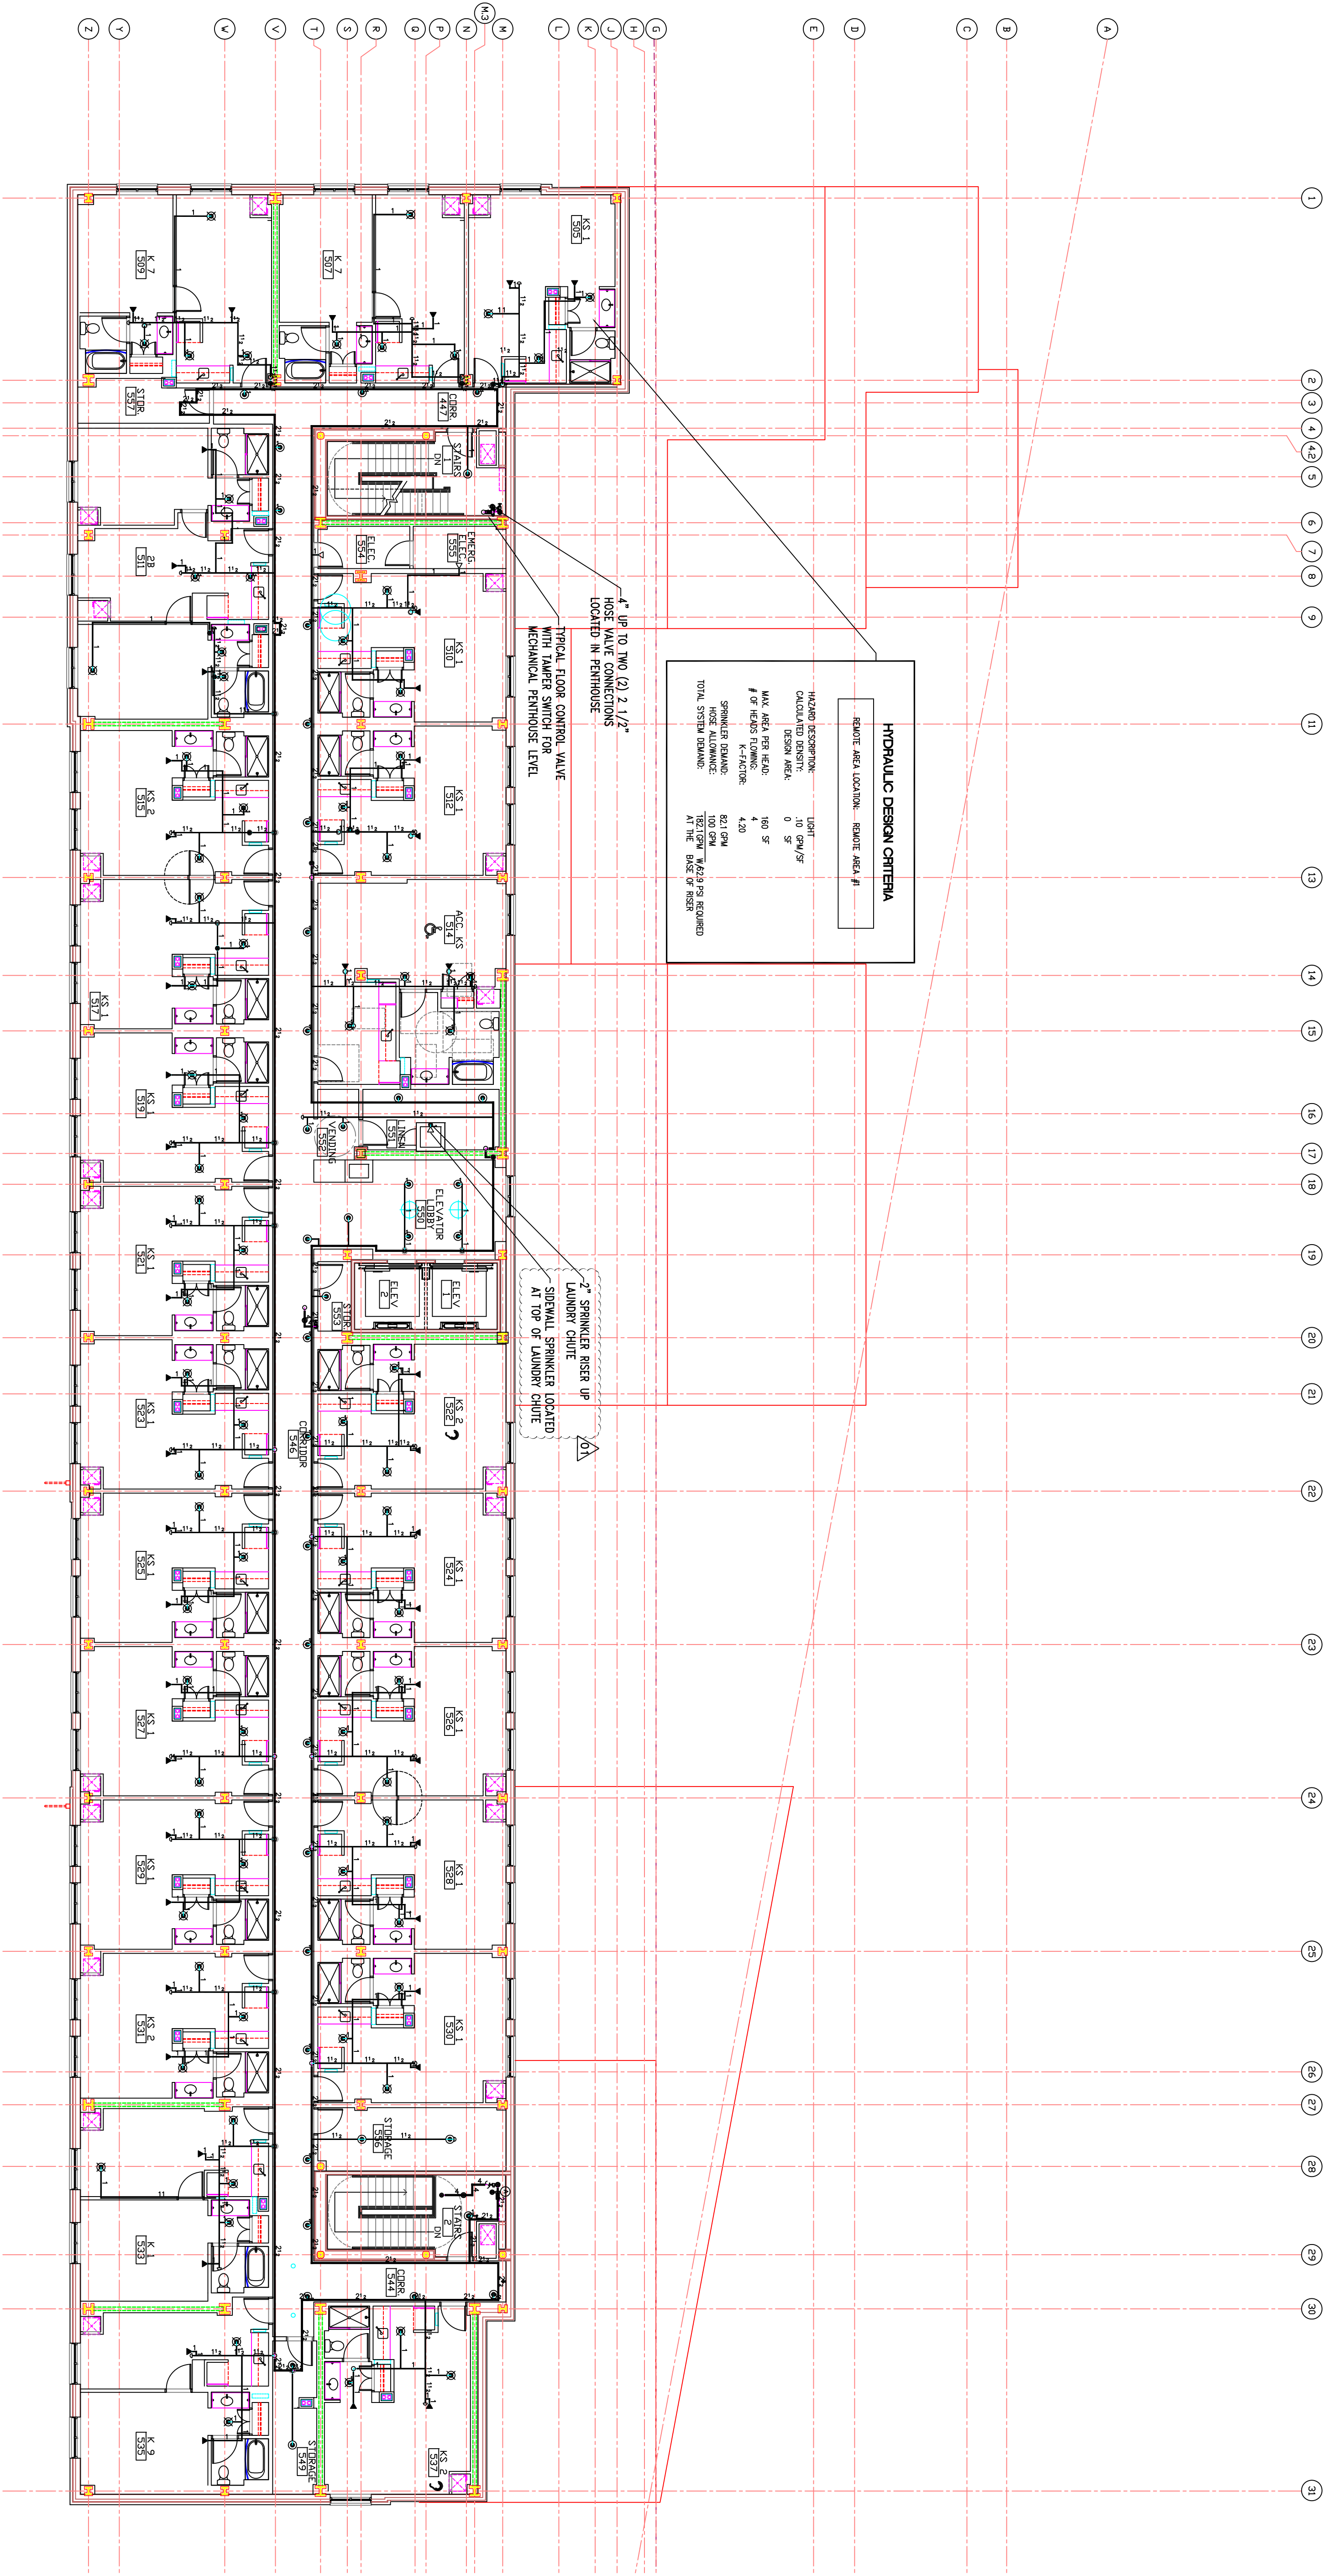 HYDRAULIC DESIGN CRITERIA
REMOTE AREA LOCATION: REMOTE AREA #1
HAZARD DESCRIPTION: LIGHT
CALCULATED DENSITY: .10 GPM/SF
DESIGN AREA: 0 SF
MAX. AREA PER HEAD: 160 SF
# OF HEADS FLOWING: 4
K-FACTOR: 4.20
SPRINKLER DEMAND: 82.1 GPM
HOSE ALLOWANCE: 100 GPM
TOTAL SYSTEM DEMAND: 182.1GPM W/62.9 PSI REQUIRED
AT THE BASE OF RISER
4" UP TO TWO (2) 2 1/2"
HOSE VALVE CONNECTIONS
LOCATED IN PENTHOUSE
TYPICAL FLOOR CONTROL VALVE
WITH TAMPER SWITCH FOR
MECHANICAL PENTHOUSE LEVEL
2" SPRINKLER RISER UP
LAUNDRY CHUTE
SIDEWALL SPRINKLER LOCATED
AT TOP OF LAUNDRY CHUTE
01
1
2
3
4
4.2
5
6
7
8
9
11
13
14
15
16
17
18
19
20
21
22
23
24
25
26
27
28
29
30
31
A
B
C
D
E
G
H
J
K
L
M
M.3
N
P
Q
R
S
T
V
W
Y
Z
KS 1
505
K 7
507
K 7
509
CORR.
447
STOR.
557
STAIRS
1
DN
EMERG.
ELEC.
555
ELEC.
554
KS 1
510
KS 1
512
ACC. KS
514
LINEN
551
VENDING
552
ELEVATOR
LOBBY
550
ELEV
1
ELEV
2
STOR.
553
KS 2
522
KS 1
524
KS 1
526
KS 1
528
KS 1
530
STORAGE
556
STAIRS
2
DN
CORR.
544
KS 2
537
STORAGE
549
CORRIDOR
546
2B
511
KS 2
515
KS 1
517
KS 1
519
KS 1
521
KS 1
523
KS 1
525
KS 1
527
KS 1
529
KS 2
531
K 1
533
K 9
535